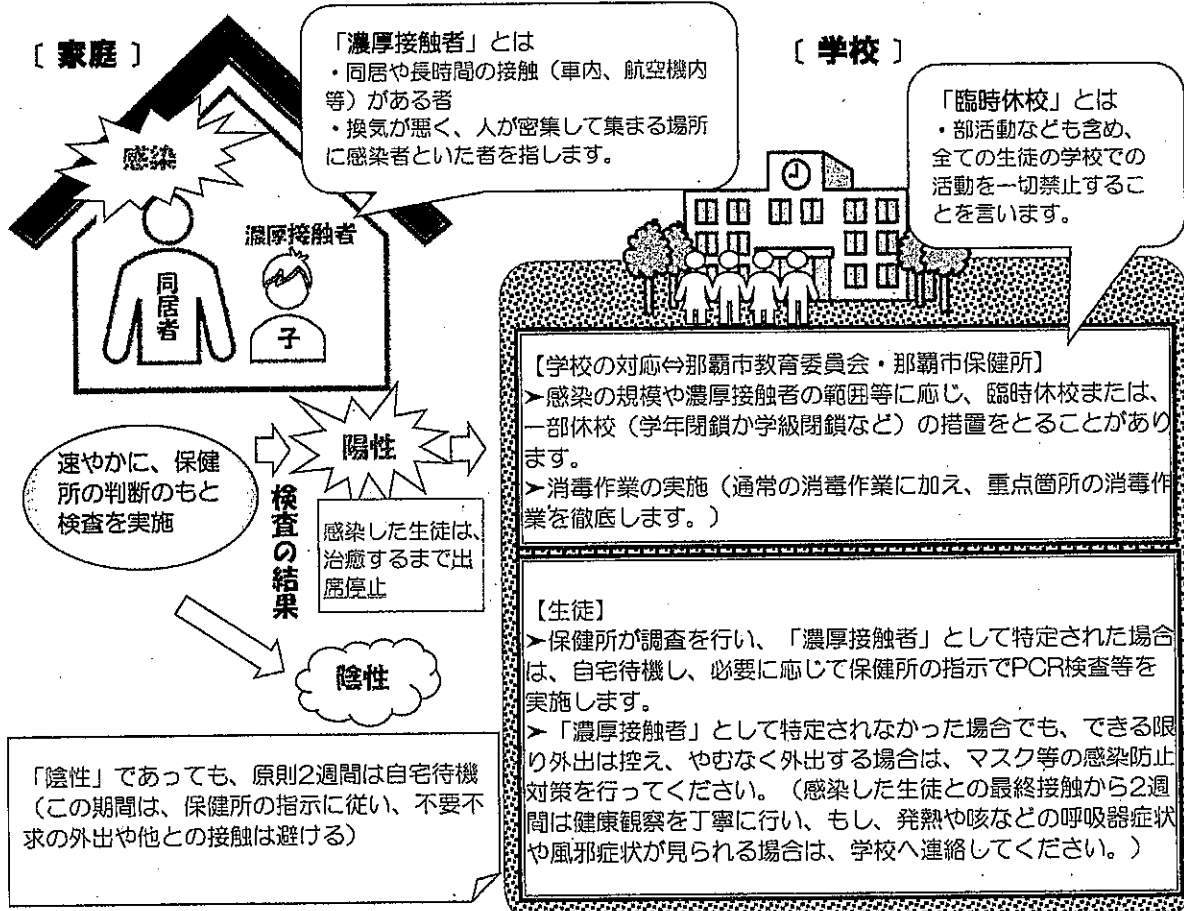 〔 家庭 〕
「濃厚接触者」とは
・同居や長時間の接触（車内、航空機内
等）がある者
・換気が悪く、人が密集して集まる場所
に感染者といた者を指します。
感染
濃厚接触者
同居者
子
速やかに、保健
所の判断のもと
検査を実施
検査の結果
陽性
感染した生徒は、
治癒するまで出
席停止
陰性
「陰性」であっても、原則2週間は自宅待機
（この期間は、保健所の指示に従い、不要不
求の外出や他との接触は避ける）
〔 学校 〕
「臨時休校」とは
・部活動なども含め、
全ての生徒の学校での
活動を一切禁止するこ
とを言います。
【学校の対応⇔那覇市教育委員会・那覇市保健所】
➢感染の規模や濃厚接触者の範囲等に応じ、臨時休校または、
一部休校（学年閉鎖か学級閉鎖など）の措置をとることがあり
ます。
➢消毒作業の実施（通常の消毒作業に加え、重点箇所の消毒作
業を徹底します。）
【生徒】
➢保健所が調査を行い、「濃厚接触者」として特定された場合
は、自宅待機し、必要に応じて保健所の指示でPCR検査等を
実施します。
➢「濃厚接触者」として特定されなかった場合でも、できる限
り外出は控え、やむなく外出する場合は、マスク等の感染防止
対策を行ってください。（感染した生徒との最終接触から2週
間は健康観察を丁寧に行い、もし、発熱や咳などの呼吸器症状
や風邪症状が見られる場合は、学校へ連絡してください。）